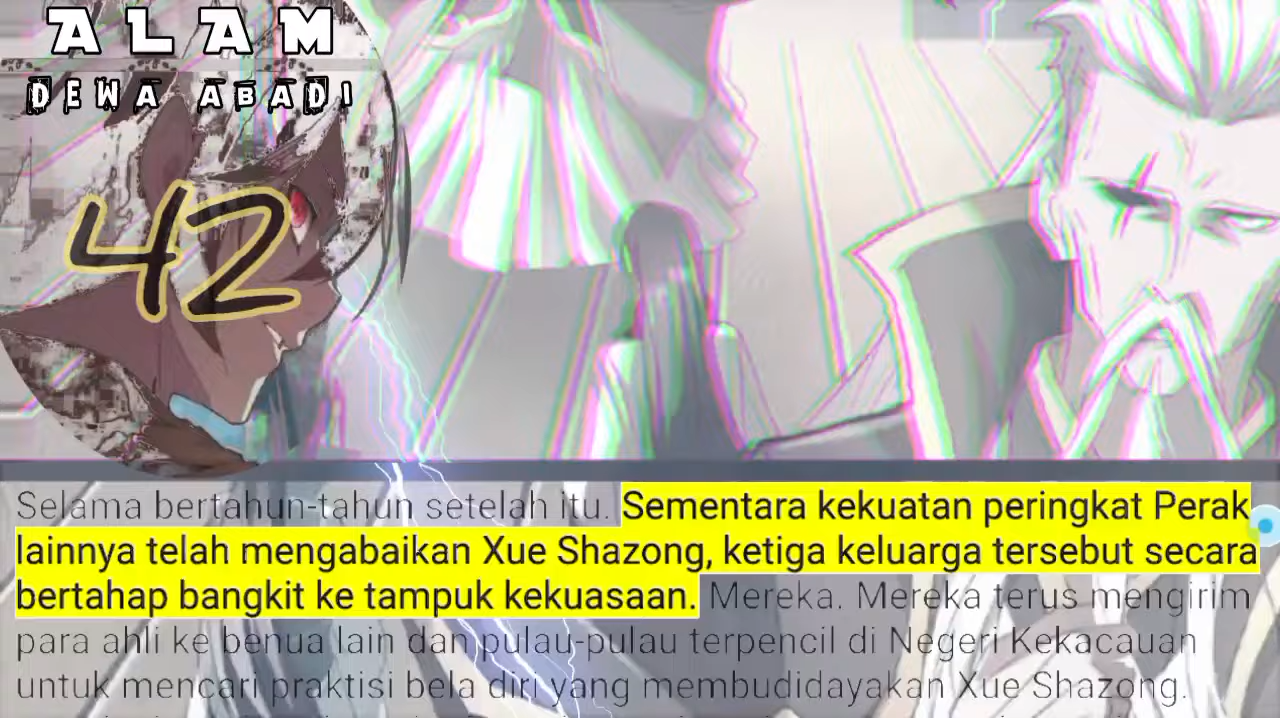 ALAM
DEWA ABADI
42
Selama bertahun-tahun setelah itu. Sementara kekuatan peringkat Perak
lainnya telah mengabaikan Xue Shazong, ketiga keluarga tersebut secara
bertahap bangkit ke tampuk kekuasaan. Mereka. Mereka terus mengirim
para ahli ke benua lain dan pulau-pulau terpencil di Negeri Kekacauan
untuk mencari praktisi bela diri yang membudidayakan Xue Shazong.